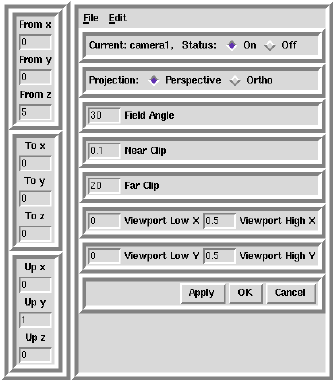 From x
0
From y
0
From z
5
To x
0
To y
0
To z
0
Up x
0
Up y
1
Up z
0
File Edit
Current: camera1, Status: On Off
Projection: Perspective Ortho
30 Field Angle
0.1 Near Clip
20 Far Clip
0 Viewport Low X 0.5 Viewport High X
0 Viewport Low Y 0.5 Viewport High Y
Apply OK Cancel